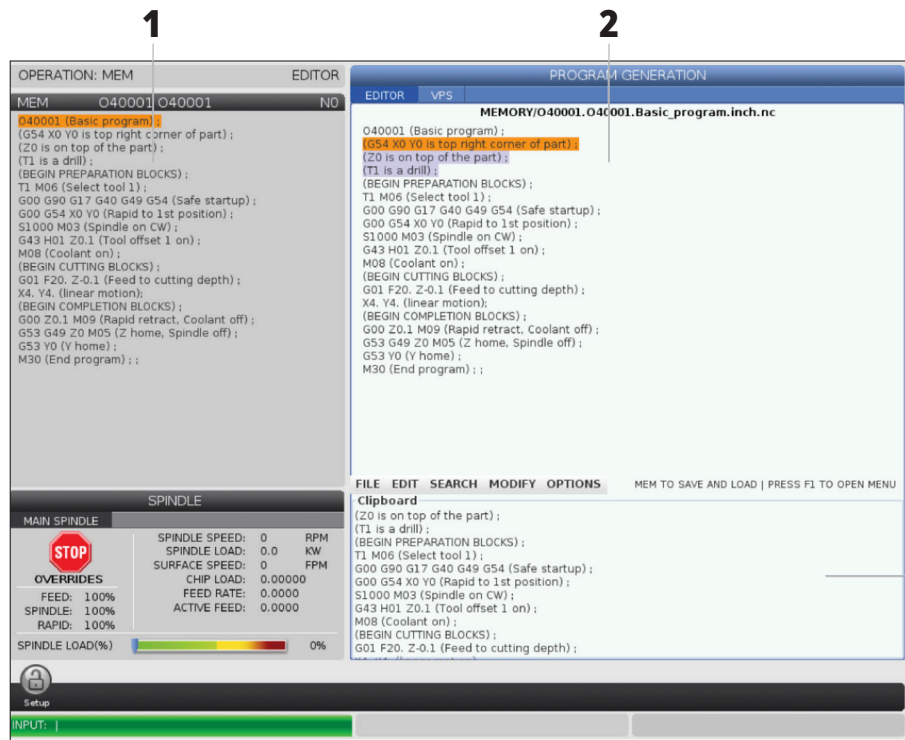 1
2
OPERATION: MEM EDITOR
MEM O40001 O40001 N0
O40001 (Basic program) ;
(G54 X0 Y0 is top right corner of part) ;
(Z0 is on top of the part) ;
(T1 is a drill) ;
(BEGIN PREPARATION BLOCKS) ;
T1 M06 (Select tool 1) ;
G00 G90 G17 G40 G49 G54 (Safe startup) ;
G00 G54 X0 Y0 (Rapid to 1st position) ;
S1000 M03 (Spindle on CW) ;
G43 H01 Z0.1 (Tool offset 1 on) ;
M08 (Coolant on) ;
(BEGIN CUTTING BLOCKS) ;
G01 F20. Z-0.1 (Feed to cutting depth) ;
X4. Y4. (linear motion);
(BEGIN COMPLETION BLOCKS) ;
G00 Z0.1 M09 (Rapid retract, Coolant off) ;
G53 G49 Z0 M05 (Z home, Spindle off) ;
G53 Y0 (Y home) ;
M30 (End program) ; ;
PROGRAM GENERATION
EDITOR VPS
MEMORY/O40001.O40001.Basic_program.inch.nc
O40001 (Basic program) ;
(G54 X0 Y0 is top right corner of part) ;
(Z0 is on top of the part) ;
(T1 is a drill) ;
(BEGIN PREPARATION BLOCKS) ;
T1 M06 (Select tool 1) ;
G00 G90 G17 G40 G49 G54 (Safe startup) ;
G00 G54 X0 Y0 (Rapid to 1st position) ;
S1000 M03 (Spindle on CW) ;
G43 H01 Z0.1 (Tool offset 1 on) ;
M08 (Coolant on) ;
(BEGIN CUTTING BLOCKS) ;
G01 F20. Z-0.1 (Feed to cutting depth) ;
X4. Y4. (linear motion);
(BEGIN COMPLETION BLOCKS) ;
G00 Z0.1 M09 (Rapid retract, Coolant off) ;
G53 G49 Z0 M05 (Z home, Spindle off) ;
G53 Y0 (Y home) ;
M30 (End program) ; ;
FILE EDIT SEARCH MODIFY OPTIONS MEM TO SAVE AND LOAD | PRESS F1 TO OPEN MENU
Clipboard
(Z0 is on top of the part) ;
(T1 is a drill) ;
(BEGIN PREPARATION BLOCKS) ;
T1 M06 (Select tool 1) ;
G00 G90 G17 G40 G49 G54 (Safe startup) ;
G00 G54 X0 Y0 (Rapid to 1st position) ;
S1000 M03 (Spindle on CW) ;
G43 H01 Z0.1 (Tool offset 1 on) ;
M08 (Coolant on) ;
(BEGIN CUTTING BLOCKS) ;
G01 F20. Z-0.1 (Feed to cutting depth) ;
SPINDLE
MAIN SPINDLE
STOP
OVERRIDES
FEED: 100%
SPINDLE: 100%
RAPID: 100%
SPINDLE SPEED: 0 RPM
SPINDLE LOAD: 0.0 KW
SURFACE SPEED: 0 FPM
CHIP LOAD: 0.00000
FEED RATE: 0.0000
ACTIVE FEED: 0.0000
SPINDLE LOAD(%) 0%
Setup
INPUT: |